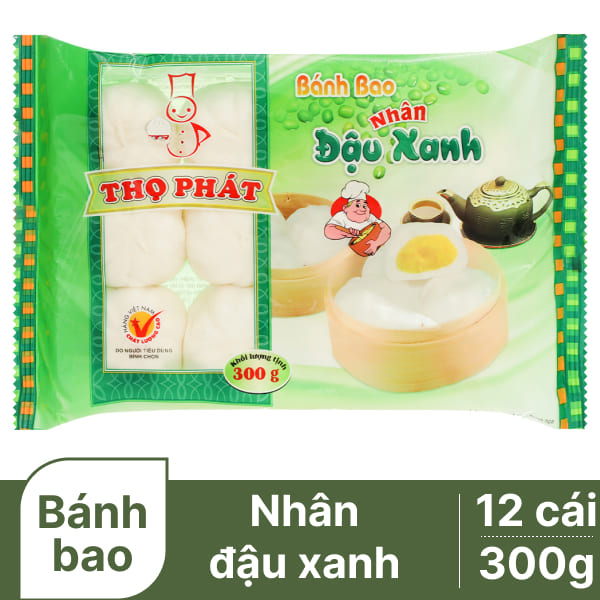 Bánh Bao
Nhân
Đậu Xanh
THỌ PHÁT
HÀNG VIỆT NAM
CHẤT LƯỢNG CAO
DO NGƯỜI TIÊU DÙNG
BÌNH CHỌN
Khối lượng tịnh
300 g
Bánh
bao
Nhân
đậu xanh
12 cái
300g